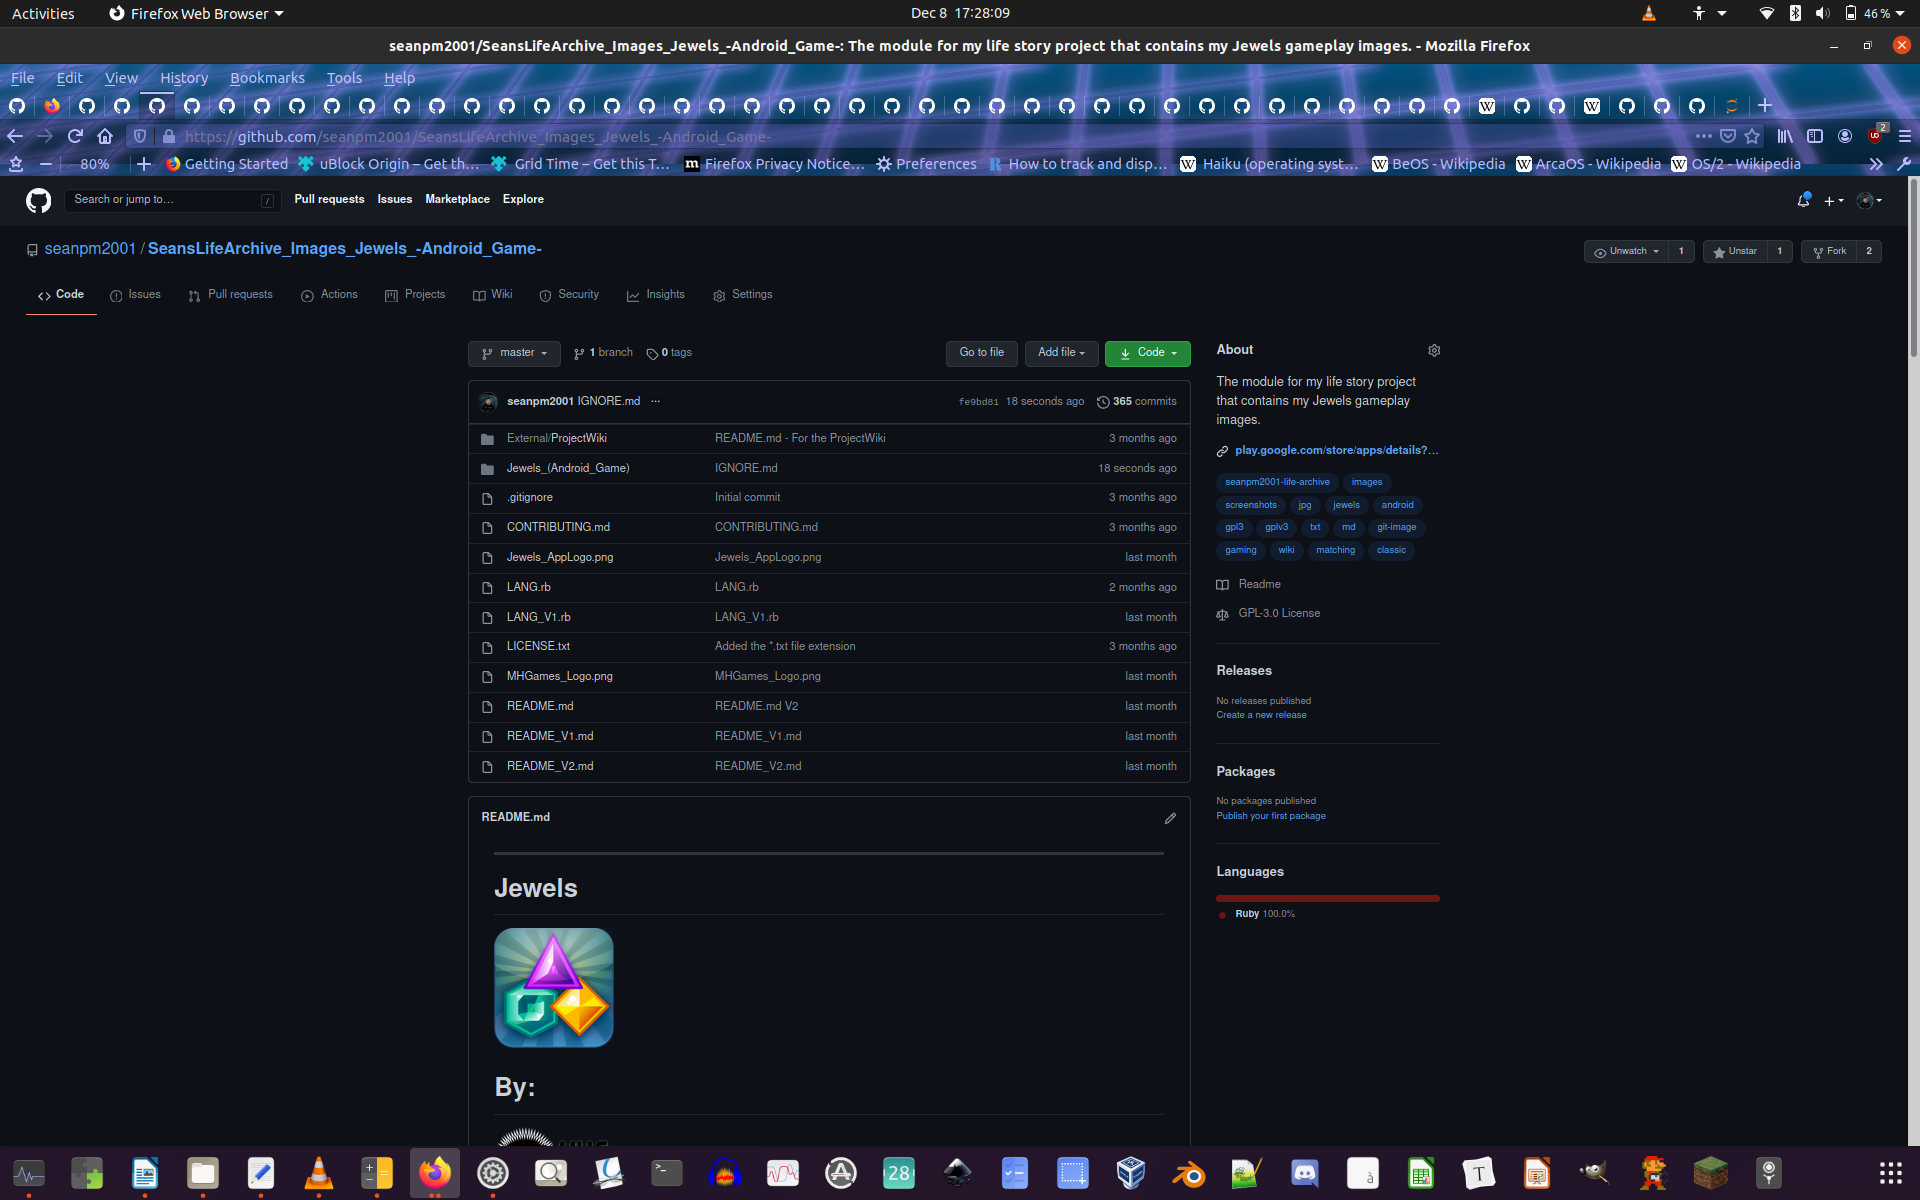 Activities Firefox Web Browser Dec 8 17:28:09 46 %
seanpm2001/SeansLifeArchive_Images_Jewels_-Android_Game-: The module for my life story project that contains my Jewels gameplay images. - Mozilla Firefox
File Edit View History Bookmarks Tools Help
https://github.com/seanpm2001/SeansLifeArchive_Images_Jewels_-Android_Game- 2
80% Getting Started uBlock Origin – Get th… Grid Time – Get this T… Firefox Privacy Notice… Preferences How to track and disp… Haiku (operating syst… BeOS - Wikipedia ArcaOS - Wikipedia OS/2 - Wikipedia
Search or jump to… / Pull requests Issues Marketplace Explore
seanpm2001 / SeansLifeArchive_Images_Jewels_-Android_Game- Unwatch 1 Unstar 1 Fork 2
Code Issues Pull requests Actions Projects Wiki Security Insights Settings
master 1 branch 0 tags Go to file Add file Code
seanpm2001 IGNORE.md ... fe9bd81 18 seconds ago 365 commits
External/ProjectWiki README.md - For the ProjectWiki 3 months ago
Jewels_(Android_Game) IGNORE.md 18 seconds ago
.gitignore Initial commit 3 months ago
CONTRIBUTING.md CONTRIBUTING.md 3 months ago
Jewels_AppLogo.png Jewels_AppLogo.png last month
LANG.rb LANG.rb 2 months ago
LANG_V1.rb LANG_V1.rb last month
LICENSE.txt Added the *.txt file extension 3 months ago
MHGames_Logo.png MHGames_Logo.png last month
README.md README.md V2 last month
README_V1.md README_V1.md last month
README_V2.md README_V2.md last month
README.md
Jewels
By:
About
The module for my life story project
that contains my Jewels gameplay
images.
play.google.com/store/apps/details?…
seanpm2001-life-archive images
screenshots jpg jewels android
gpl3 gplv3 txt md git-image
gaming wiki matching classic
Readme
GPL-3.0 License
Releases
No releases published
Create a new release
Packages
No packages published
Publish your first package
Languages
Ruby 100.0%
28